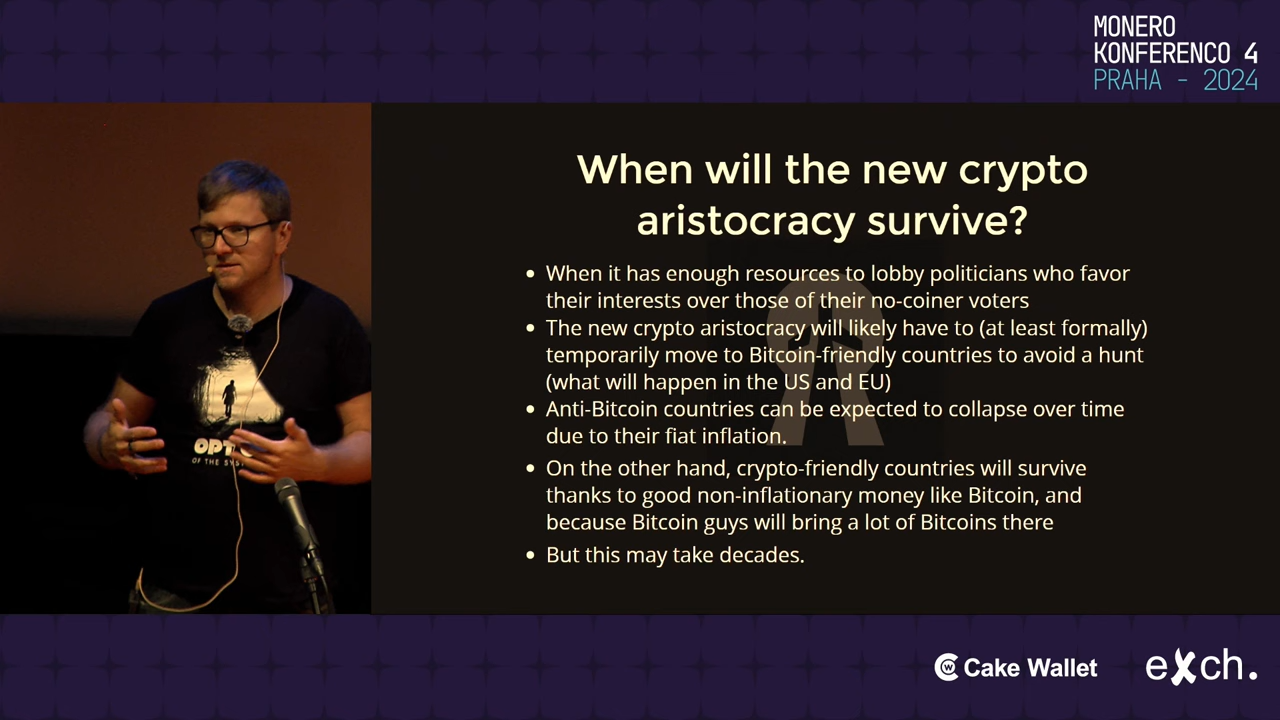 MONERO
KONFERENCO 4
PRAHA - 2024
When will the new crypto
aristocracy survive?
• When it has enough resources to lobby politicians who favor
their interests over those of their no-coiner voters
• The new crypto aristocracy will likely have to (at least formally)
temporarily move to Bitcoin-friendly countries to avoid a hunt
(what will happen in the US and EU)
• Anti-Bitcoin countries can be expected to collapse over time
due to their fiat inflation.
• On the other hand, crypto-friendly countries will survive
thanks to good non-inflationary money like Bitcoin, and
because Bitcoin guys will bring a lot of Bitcoins there
• But this may take decades.
OF THE
Cake Wallet
eXch.